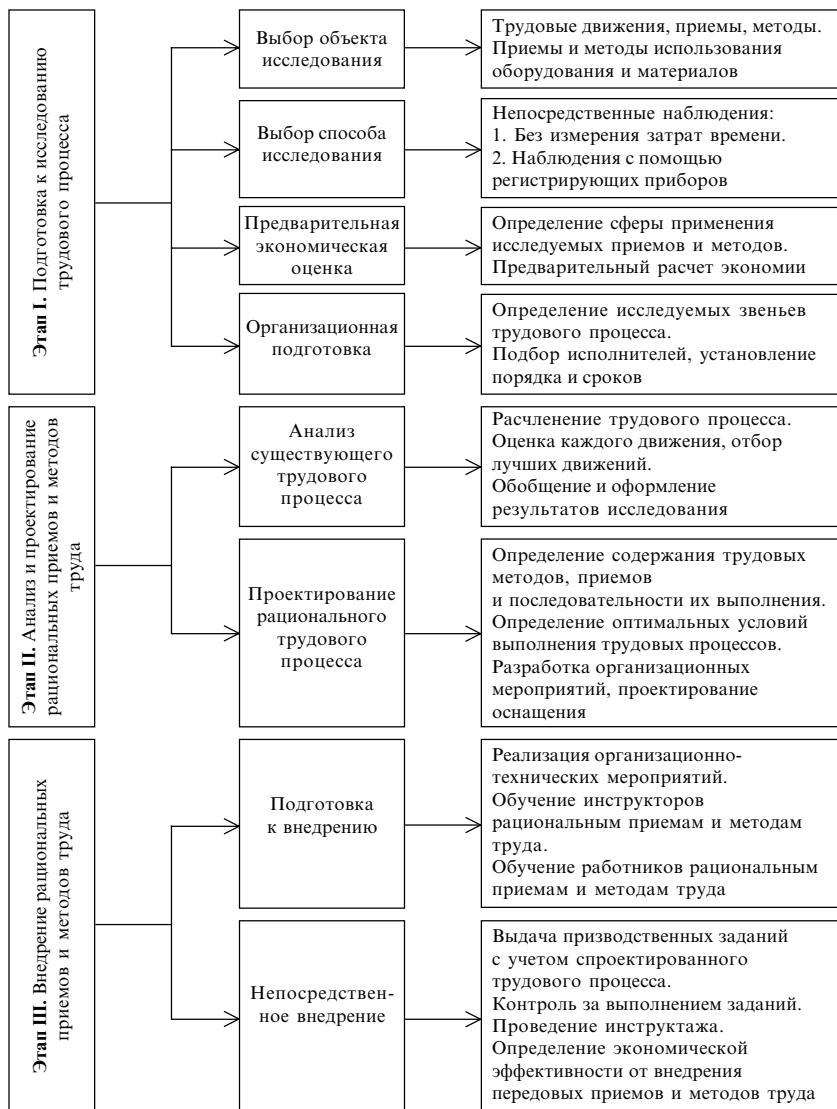 Этап I. Подготовка к исследованию
трудового процесса
Выбор объекта
исследования
Трудовые движения, приемы, методы.
Приемы и методы использования
оборудования и материалов
Выбор способа
исследования
Непосредственные наблюдения:
1. Без измерения затрат времени.
2. Наблюдения с помощью
регистрирующих приборов
Предварительная
экономическая
оценка
Определение сферы применения
исследуемых приемов и методов.
Предварительный расчет экономии
Организационная
подготовка
Определение исследуемых звеньев
трудового процесса.
Подбор исполнителей, установление
порядка и сроков
Этап II. Анализ и проектирование
рациональных приемов и методов
труда
Анализ
существующего
трудового
процесса
Расчленение трудового процесса.
Оценка каждого движения, отбор
лучших движений.
Обобщение и оформление
результатов исследования
Проектирование
рационального
трудового
процесса
Определение содержания трудовых
методов, приемов
и последовательности их выполнения.
Определение оптимальных условий
выполнения трудовых процессов.
Разработка организационных
мероприятий, проектирование
оснащения
Этап III. Внедрение рациональных
приемов и методов труда
Подготовка
к внедрению
Реализация организационно-
технических мероприятий.
Обучение инструкторов
рациональным приемам и методам
труда.
Обучение работников рациональным
приемам и методам труда
Непосредствен-
ное внедрение
Выдача призводственных заданий
с учетом спроектированного
трудового процесса.
Контроль за выполнением заданий.
Проведение инструктажа.
Определение экономической
эффективности от внедрения
передовых приемов и методов труда